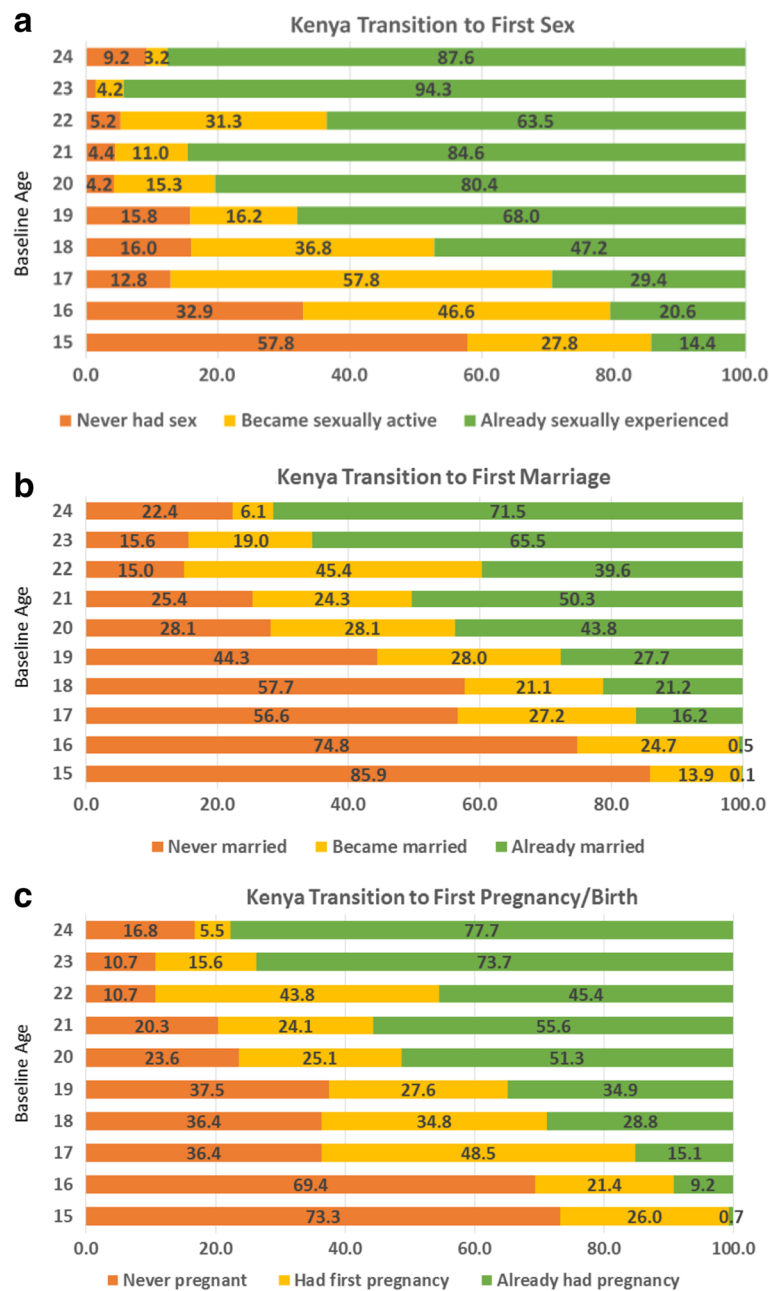 a
Kenya Transition to First Sex
Baseline Age
24 9.2 3.2 87.6
23 4.2 94.3
22 5.2 31.3 63.5
21 4.4 11.0 84.6
20 4.2 15.3 80.4
19 15.8 16.2 68.0
18 16.0 36.8 47.2
17 12.8 57.8 29.4
16 32.9 46.6 20.6
15 57.8 27.8 14.4
0.0 20.0 40.0 60.0 80.0 100.0
Never had sex Became sexually active Already sexually experienced
b
Kenya Transition to First Marriage
Baseline Age
24 22.4 6.1 71.5
23 15.6 19.0 65.5
22 15.0 45.4 39.6
21 25.4 24.3 50.3
20 28.1 28.1 43.8
19 44.3 28.0 27.7
18 57.7 21.1 21.2
17 56.6 27.2 16.2
16 74.8 24.7 0.5
15 85.9 13.9 0.1
0.0 20.0 40.0 60.0 80.0 100.0
Never married Became married Already married
c
Kenya Transition to First Pregnancy/Birth
Baseline Age
24 16.8 5.5 77.7
23 10.7 15.6 73.7
22 10.7 43.8 45.4
21 20.3 24.1 55.6
20 23.6 25.1 51.3
19 37.5 27.6 34.9
18 36.4 34.8 28.8
17 36.4 48.5 15.1
16 69.4 21.4 9.2
15 73.3 26.0 0.7
0.0 20.0 40.0 60.0 80.0 100.0
Never pregnant Had first pregnancy Already had pregnancy